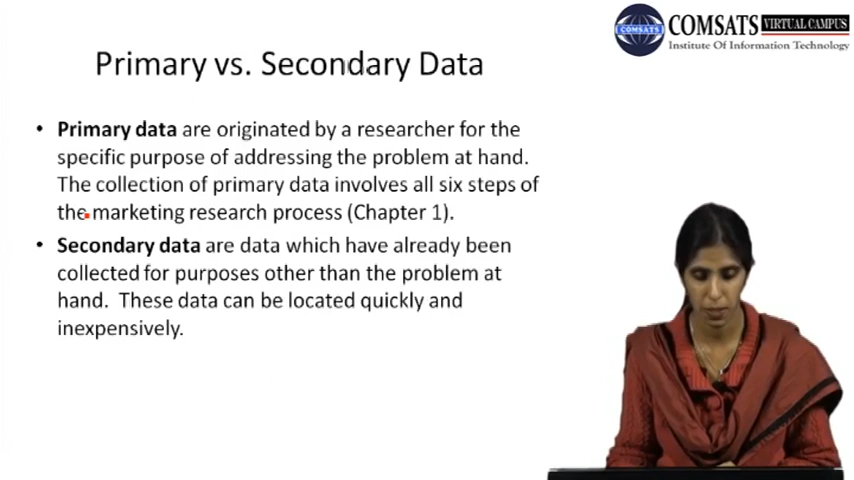 COMSATS VIRTUAL CAMPUS
Institute Of Information Technology
COMSATS
Primary vs. Secondary Data
• Primary data are originated by a researcher for the
specific purpose of addressing the problem at hand.
The collection of primary data involves all six steps of
the marketing research process (Chapter 1).
• Secondary data are data which have already been
collected for purposes other than the problem at
hand. These data can be located quickly and
inexpensively.